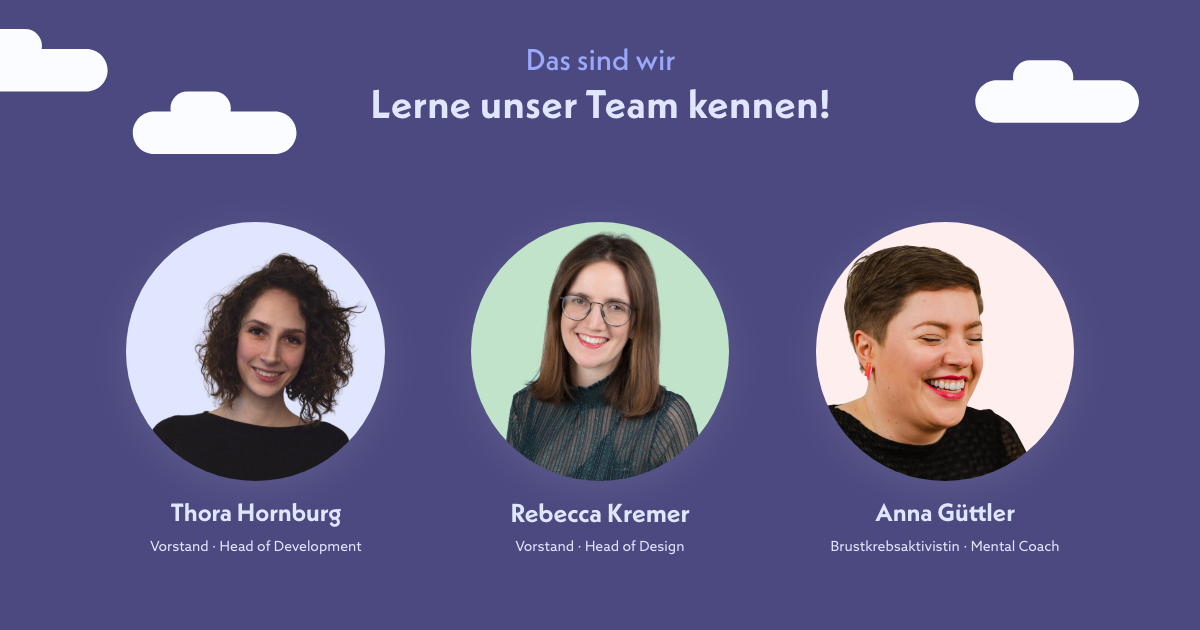 Das sind wir
Lerne unser Team kennen!
Thora Hornburg
Vorstand · Head of Development
Rebecca Kremer
Vorstand · Head of Design
Anna Güttler
Brustkrebsaktivistin · Mental Coach